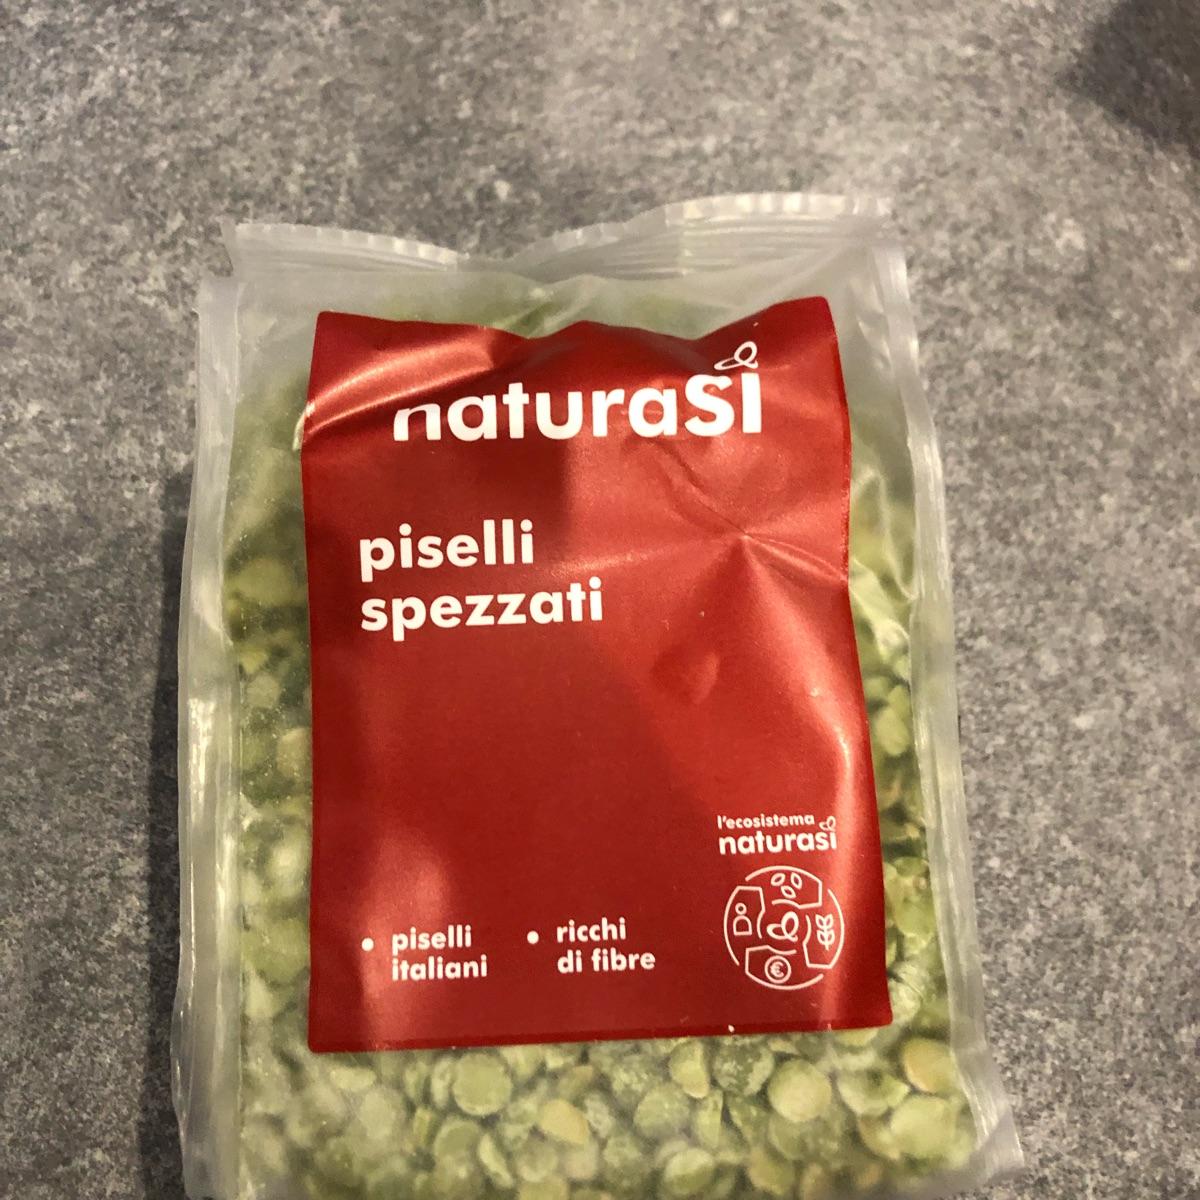 naturasì
piselli
spezzati
l'ecosistema
naturasì
piselli
italiani
ricchi
di fibre
€